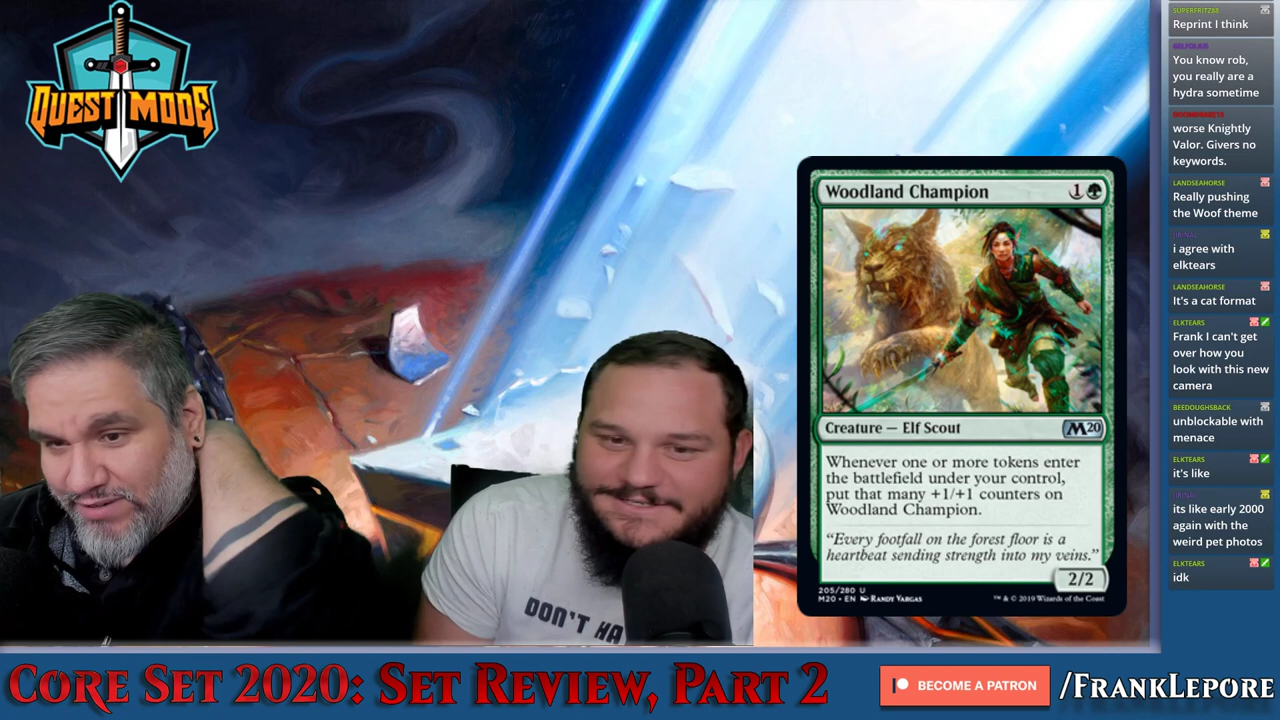 QUEST MODE
Woodland Champion 1
Creature — Elf Scout
M20
Whenever one or more tokens enter
the battlefield under your control,
put that many +1/+1 counters on
Woodland Champion.
“Every footfall on the forest floor is a
heartbeat sending strength into my veins.”
2/2
205/280 U
M20 • EN RANDY VARGAS
™ & © 2019 Wizards of the Coast
DON'T HA
SUPERFRITZ88
Reprint I think
You know rob,
you really are a
hydra sometime
worse Knightly
Valor. Givers no
keywords.
LANDSEAHORSE
Really pushing
the Woof theme
i agree with
elktears
LANDSEAHORSE
It's a cat format
ELKTEARS
Frank I can't get
over how you
look with this new
camera
BEEDOUGHSBACK
unblockable with
menace
ELKTEARS
it's like
its like early 2000
again with the
weird pet photos
ELKTEARS
idk
CORE SET 2020: SET REVIEW, PART 2
BECOME A PATRON
/FRANKLEPORE